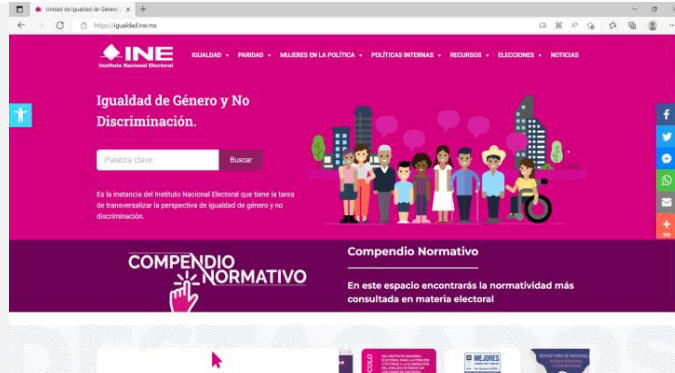 Unidad de Igualdad de Género y
https://igualdad.ine.mx
INE
Instituto Nacional Electoral
IGUALDAD
PARIDAD
MUJERES EN LA POLÍTICA
POLÍTICAS INTERNAS
RECURSOS
ELECCIONES
NOTICIAS
Igualdad de Género y No
Discriminación.
Palabra clave
Buscar
Es la instancia del Instituto Nacional Electoral que tiene la tarea
de transversalizar la perspectiva de igualdad de género y no
discriminación.
COMPENDIO
NORMATIVO
Compendio Normativo
En este espacio encontrarás la normatividad más
consultada en materia electoral
MEJORES